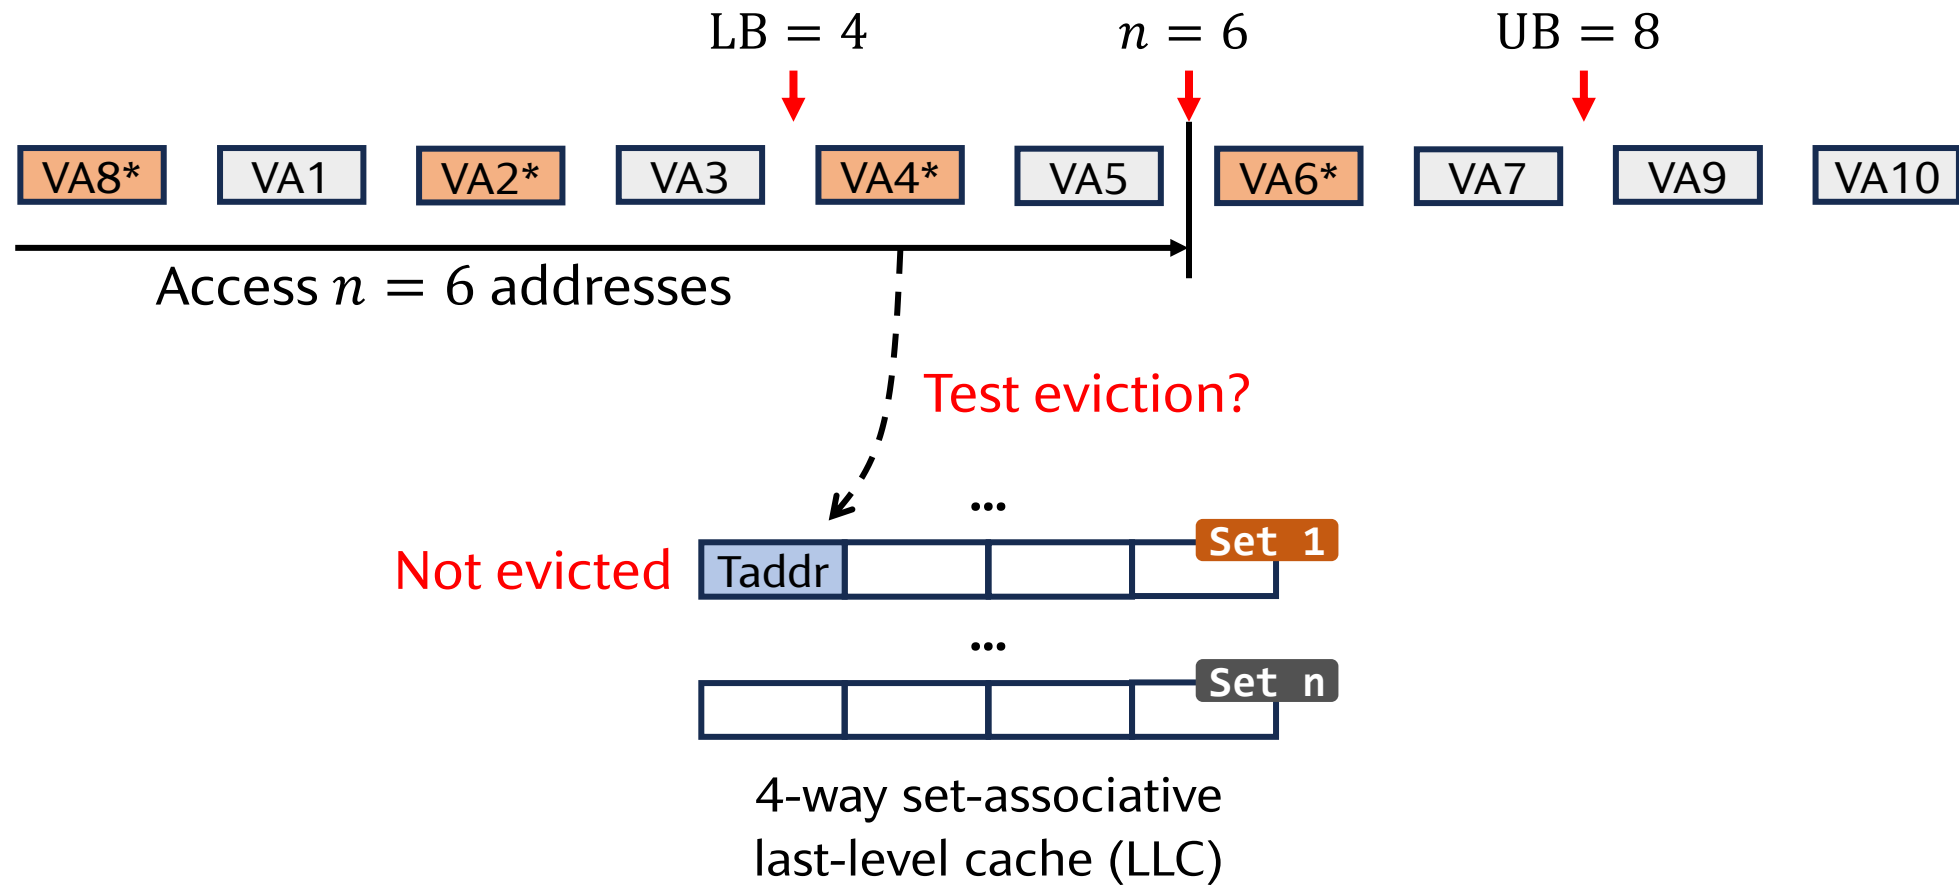 LB = 4
n = 6
UB = 8
VA8*
VA1
VA2*
VA3
VA4*
VA5
VA6*
VA7
VA9
VA10
Access n = 6 addresses
Test eviction?
...
Not evicted
Taddr
Set 1
...
Set n
4-way set-associative
last-level cache (LLC)